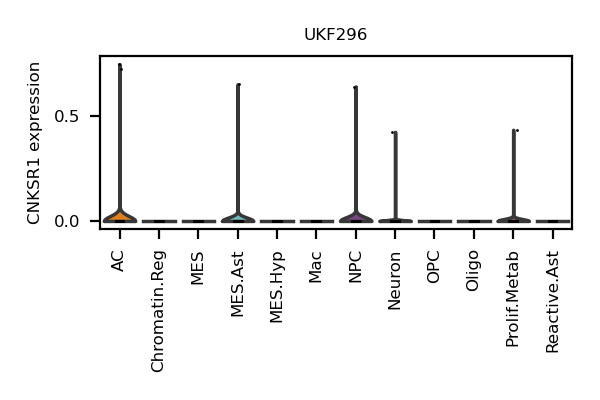 UKF296
CNKSR1 expression
0.5
0.0
AC
Chromatin.Reg
MES
MES.Ast
MES.Hyp
Mac
NPC
Neuron
OPC
Oligo
Prolif.Metab
Reactive.Ast